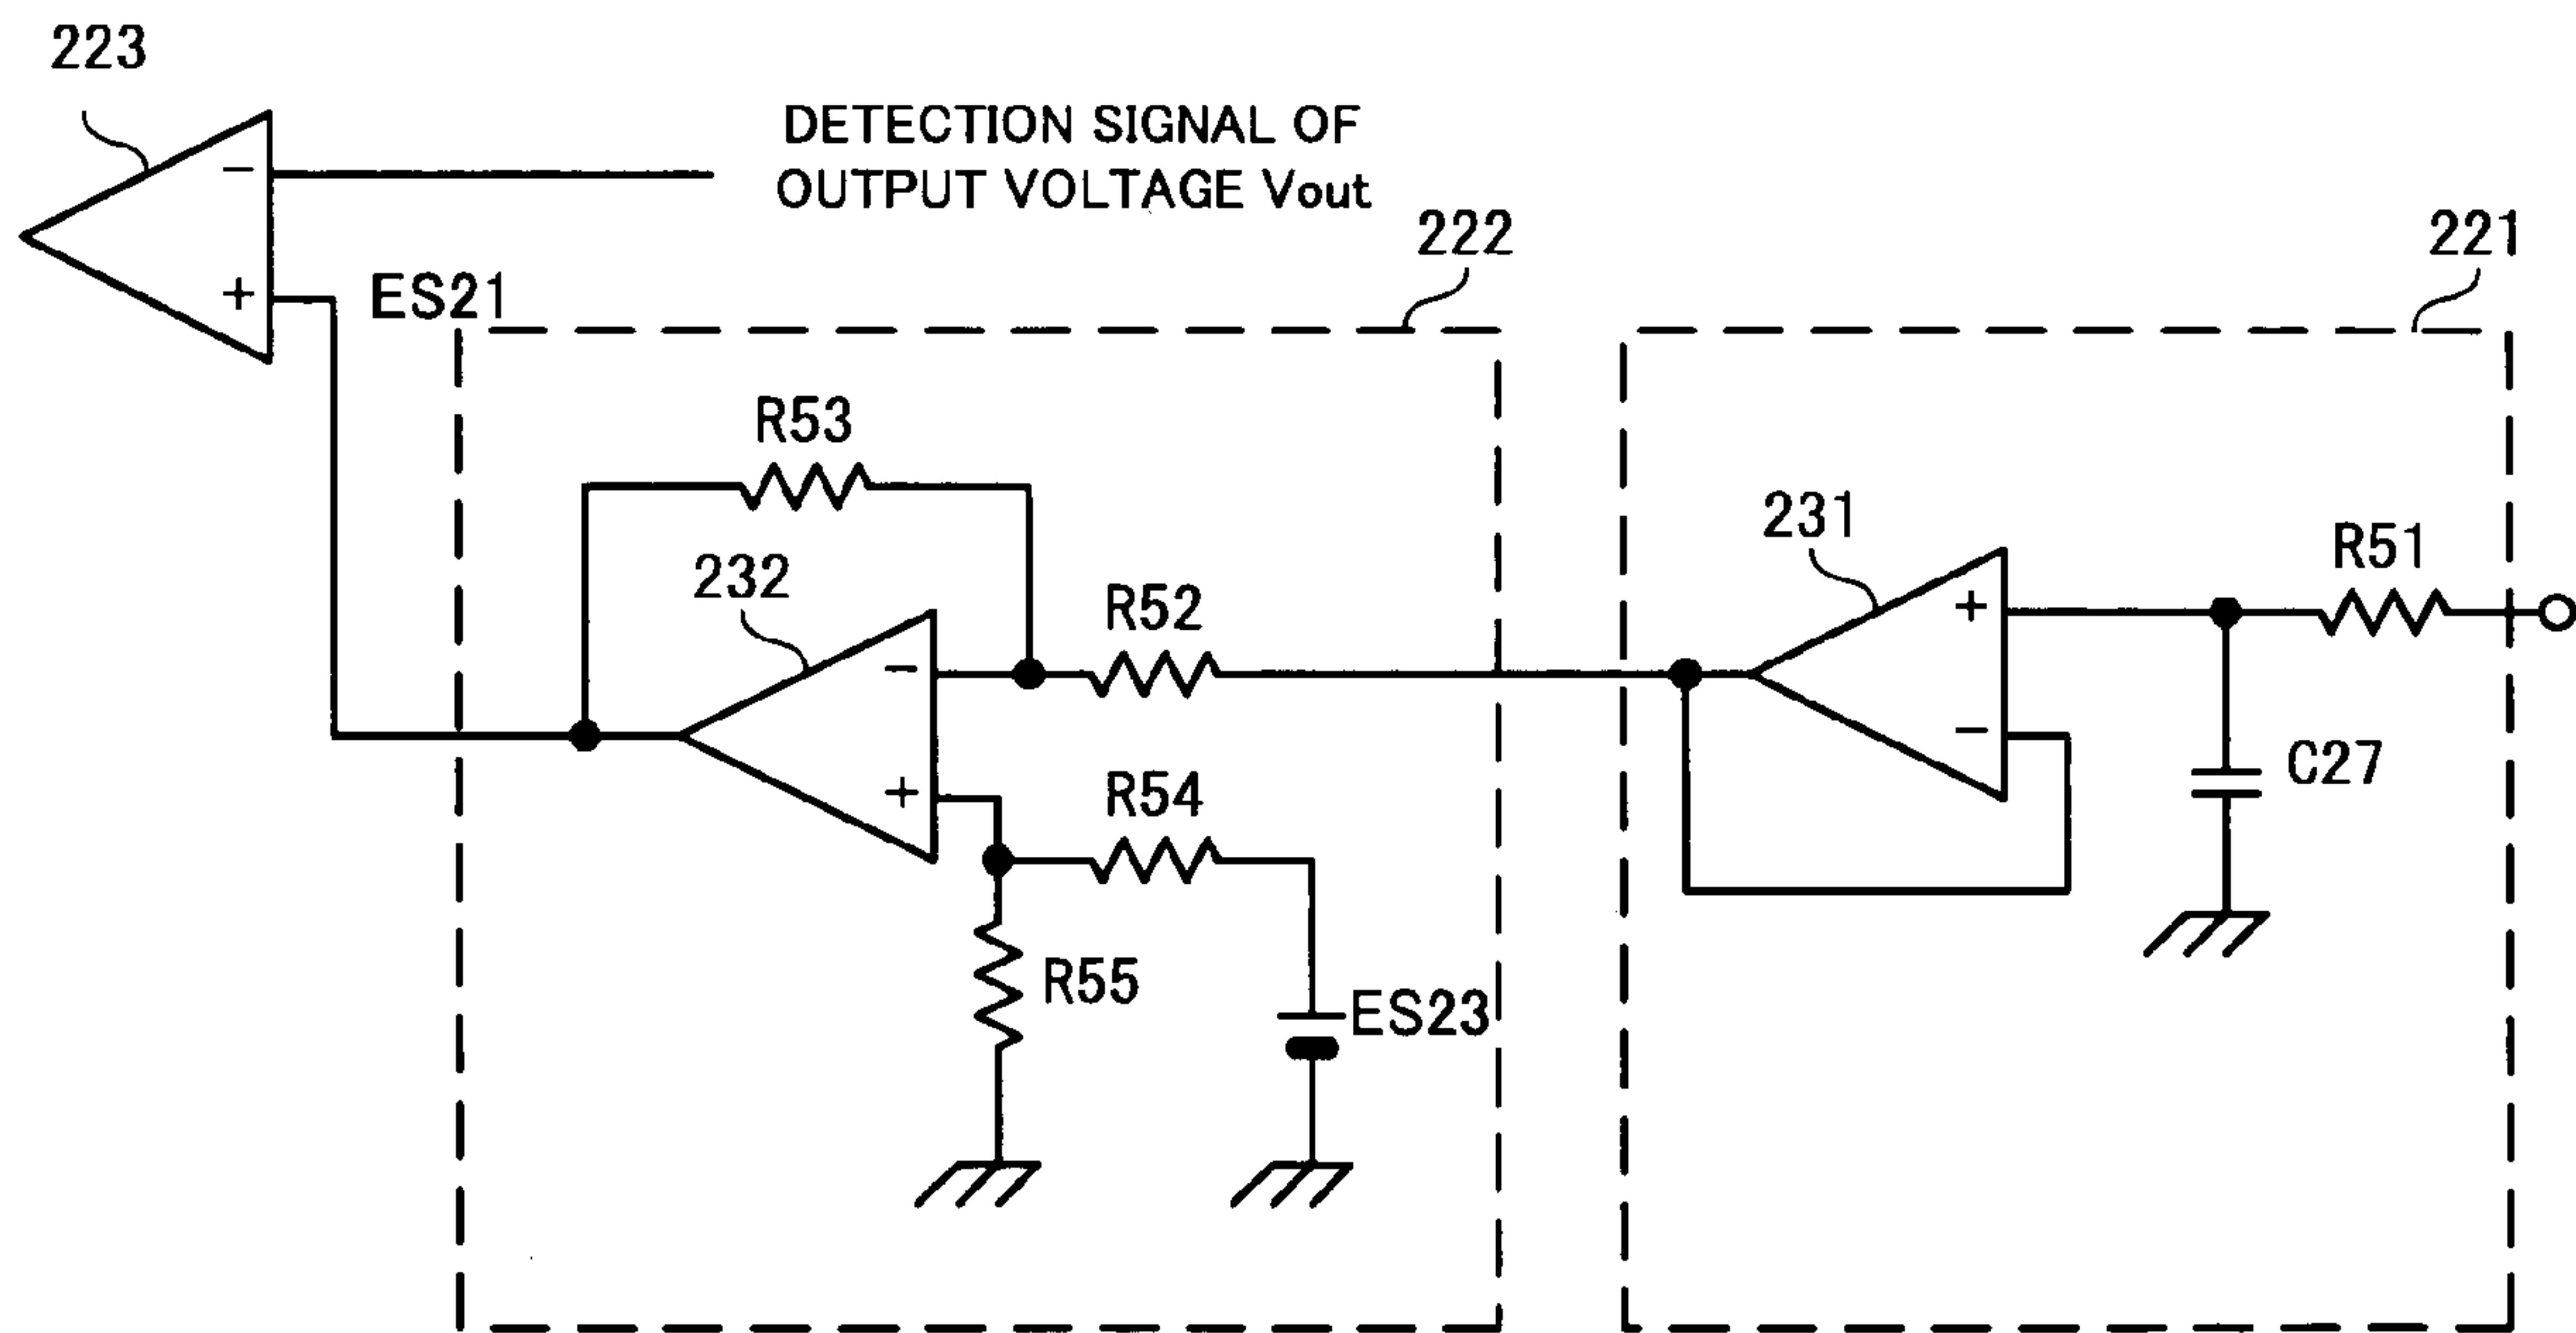 223
DETECTION SIGNAL OF
OUTPUT VOLTAGE Vout
222
221
−
+
ES21
R53
231
R51
232
R52
+
−
−
+
R54
C27
R55
ES23